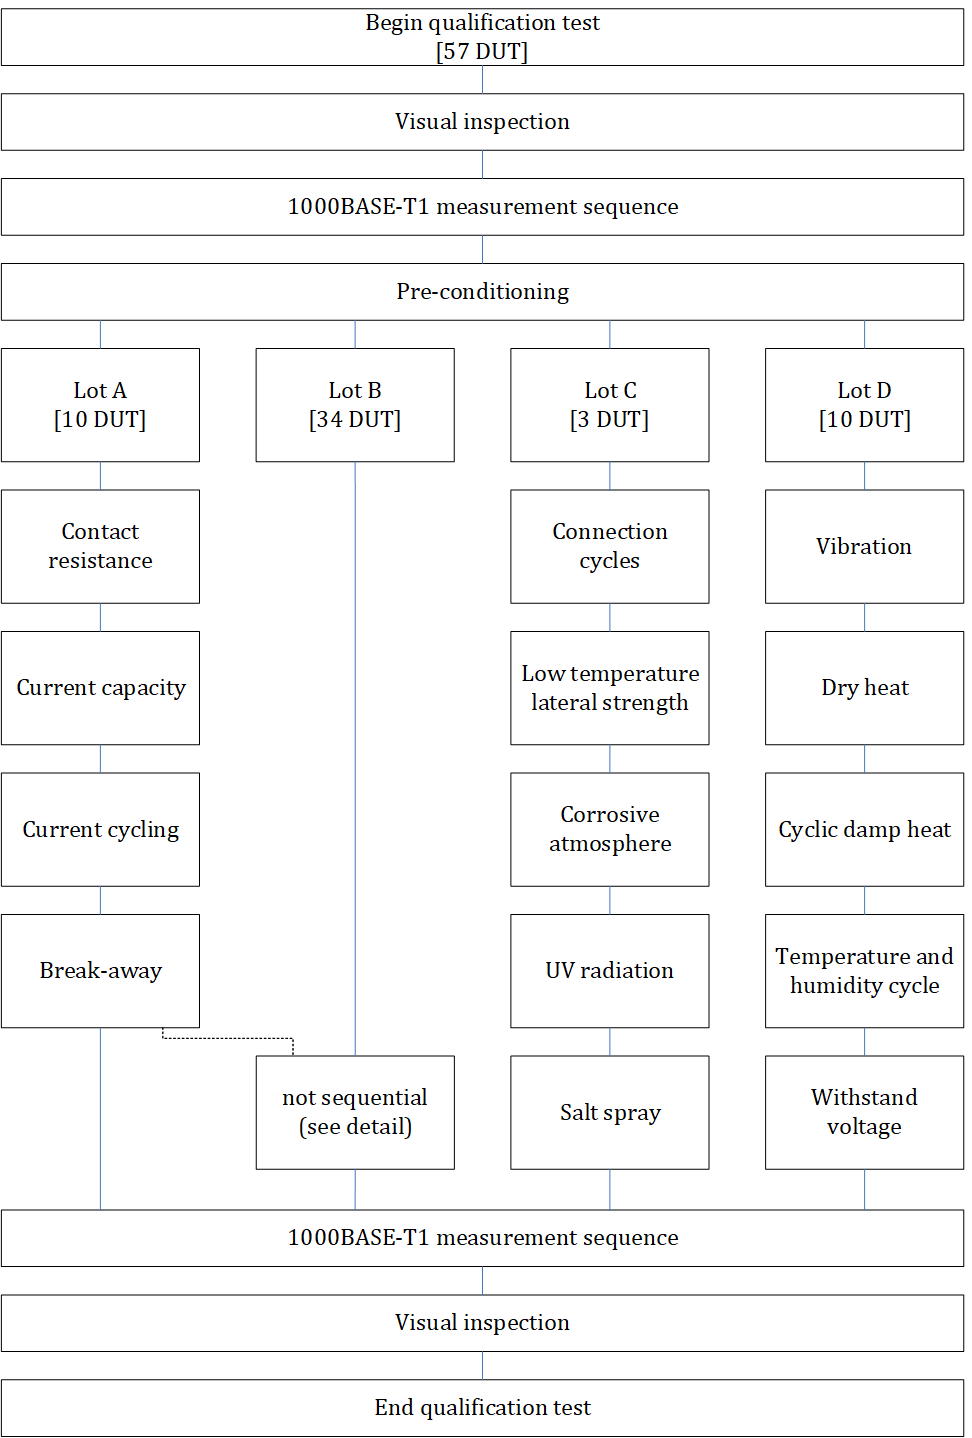 Begin qualification test
[57 DUT]
Visual inspection
1000BASE-T1 measurement sequence
Pre-conditioning
Lot A
[10 DUT]
Lot B
[34 DUT]
Lot C
[3 DUT]
Lot D
[10 DUT]
Contact
resistance
Connection
cycles
Vibration
Current capacity
Low temperature
lateral strength
Dry heat
Current cycling
Corrosive
atmosphere
Cyclic damp heat
Break-away
UV radiation
Temperature and
humidity cycle
not sequential
(see detail)
Salt spray
Withstand
voltage
1000BASE-T1 measurement sequence
Visual inspection
End qualification test